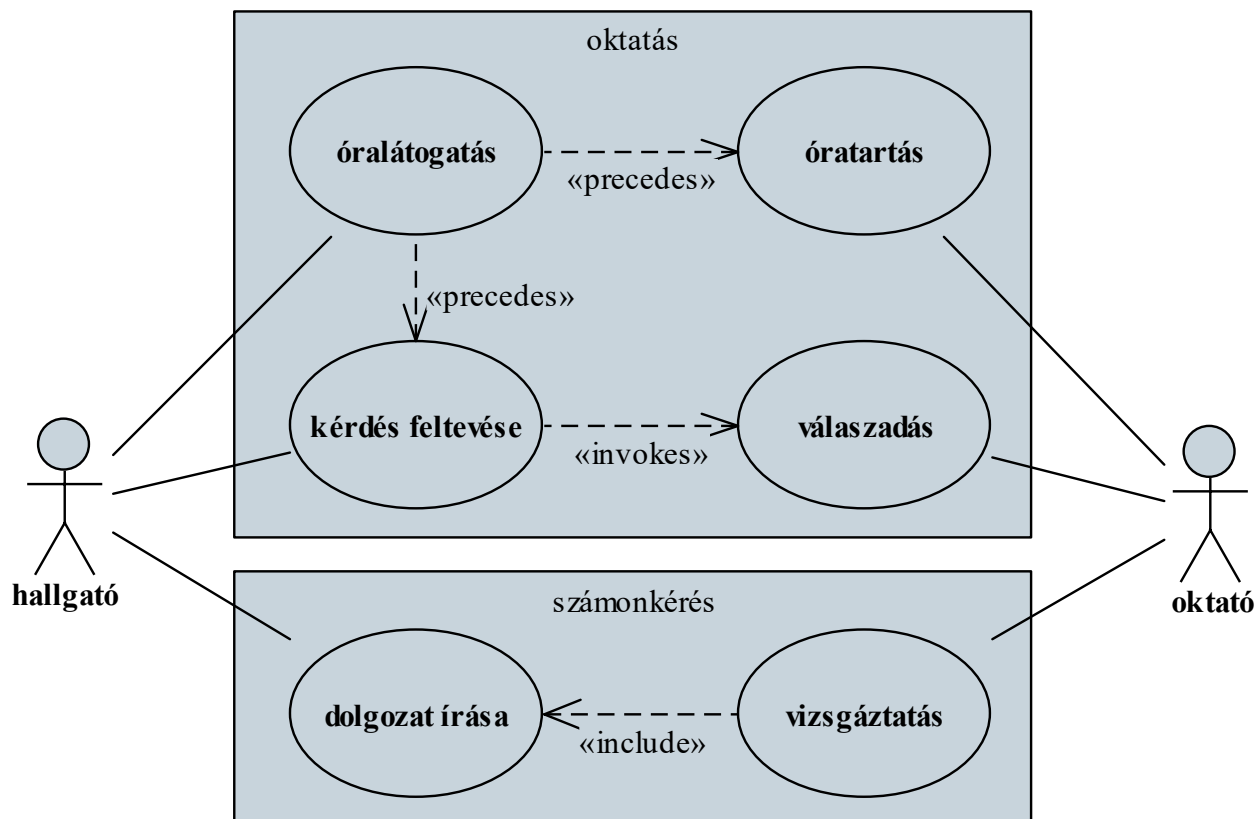 oktatás
óralátogatás
óratartás
«precedes»
«precedes»
kérdés feltevése
válaszadás
«invokes»
hallgató
oktató
számonkérés
dolgozat írása
vizsgáztatás
«include»